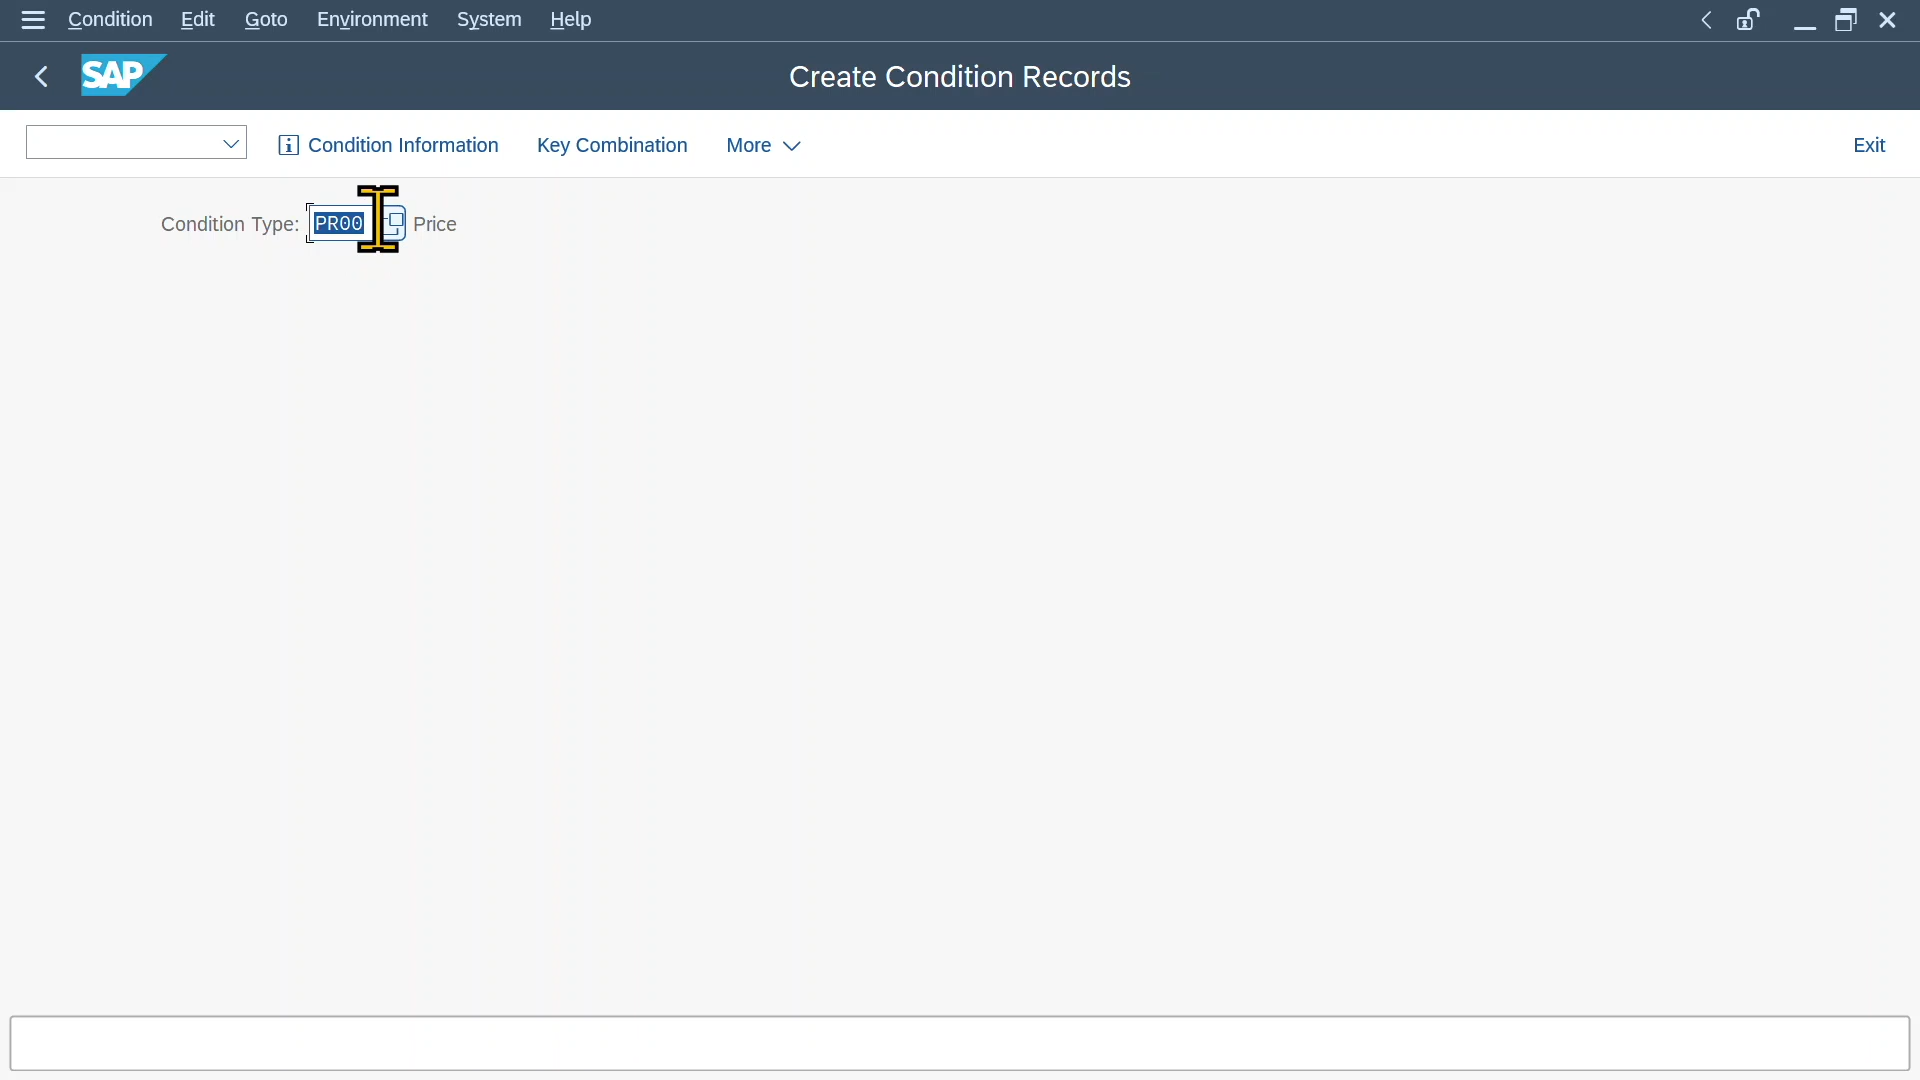 Condition Edit Goto Environment System Help
SAP Create Condition Records
Condition Information Key Combination More Exit
Condition Type: PR00 Price